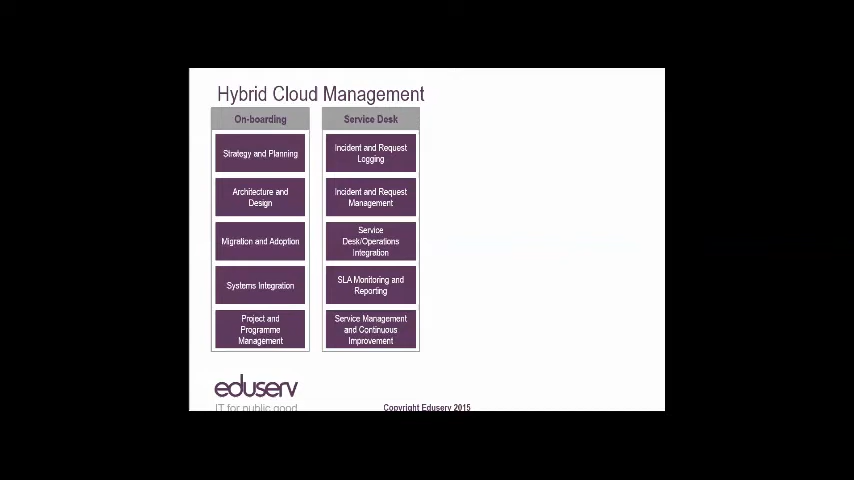 Hybrid Cloud Management
On-boarding
Strategy and Planning
Architecture and
Design
Migration and Adoption
Systems Integration
Project and
Programme
Management
Service Desk
Incident and Request
Logging
Incident and Request
Management
Service
Desk/Operations
Integration
SLA Monitoring and
Reporting
Service Management
and Continuous
Improvement
eduserv
IT for public good
Copyright Eduserv 2015